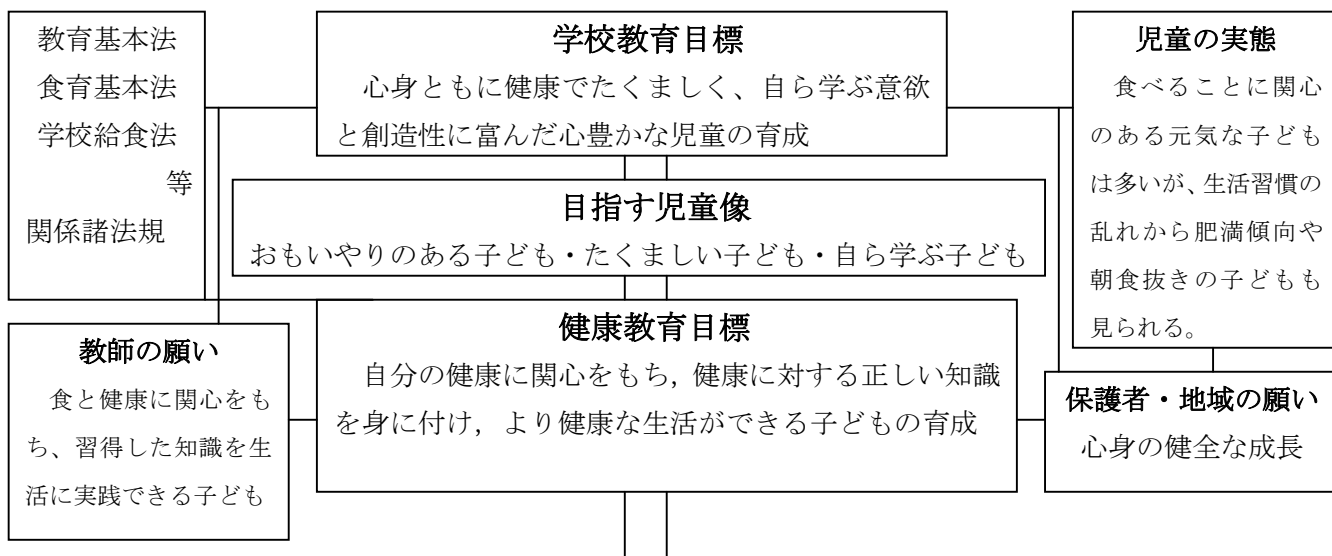 教育基本法
食育基本法
学校給食法
等
関係諸法規
学校教育目標
心身ともに健康でたくましく、自ら学ぶ意欲
と創造性に富んだ心豊かな児童の育成
児童の実態
食べることに関心
のある元気な子ども
は多いが、生活習慣の
乱れから肥満傾向や
朝食抜きの子どもも
見られる。
目指す児童像
おもいやりのある子ども・たくましい子ども・自ら学ぶ子ども
教師の願い
食と健康に関心をも
ち、習得した知識を生
活に実践できる子ども
健康教育目標
自分の健康に関心をもち，健康に対する正しい知識
を身に付け，より健康な生活ができる子どもの育成
保護者・地域の願い
心身の健全な成長